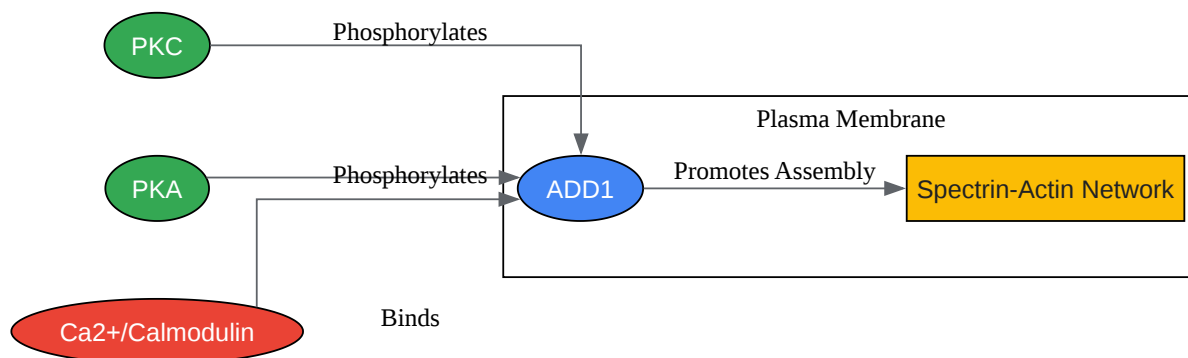 PKC
Phosphorylates
Plasma Membrane
PKA
Phosphorylates
ADD1
Promotes Assembly
Spectrin-Actin Network
Ca2+/Calmodulin
Binds